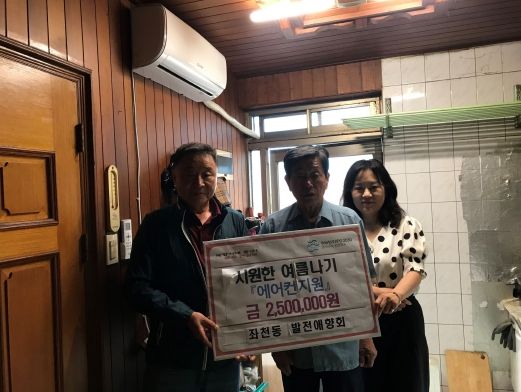 시원한 여름나기
『에어컨지원』
금 2,500,000원
좌천동 발전애향회